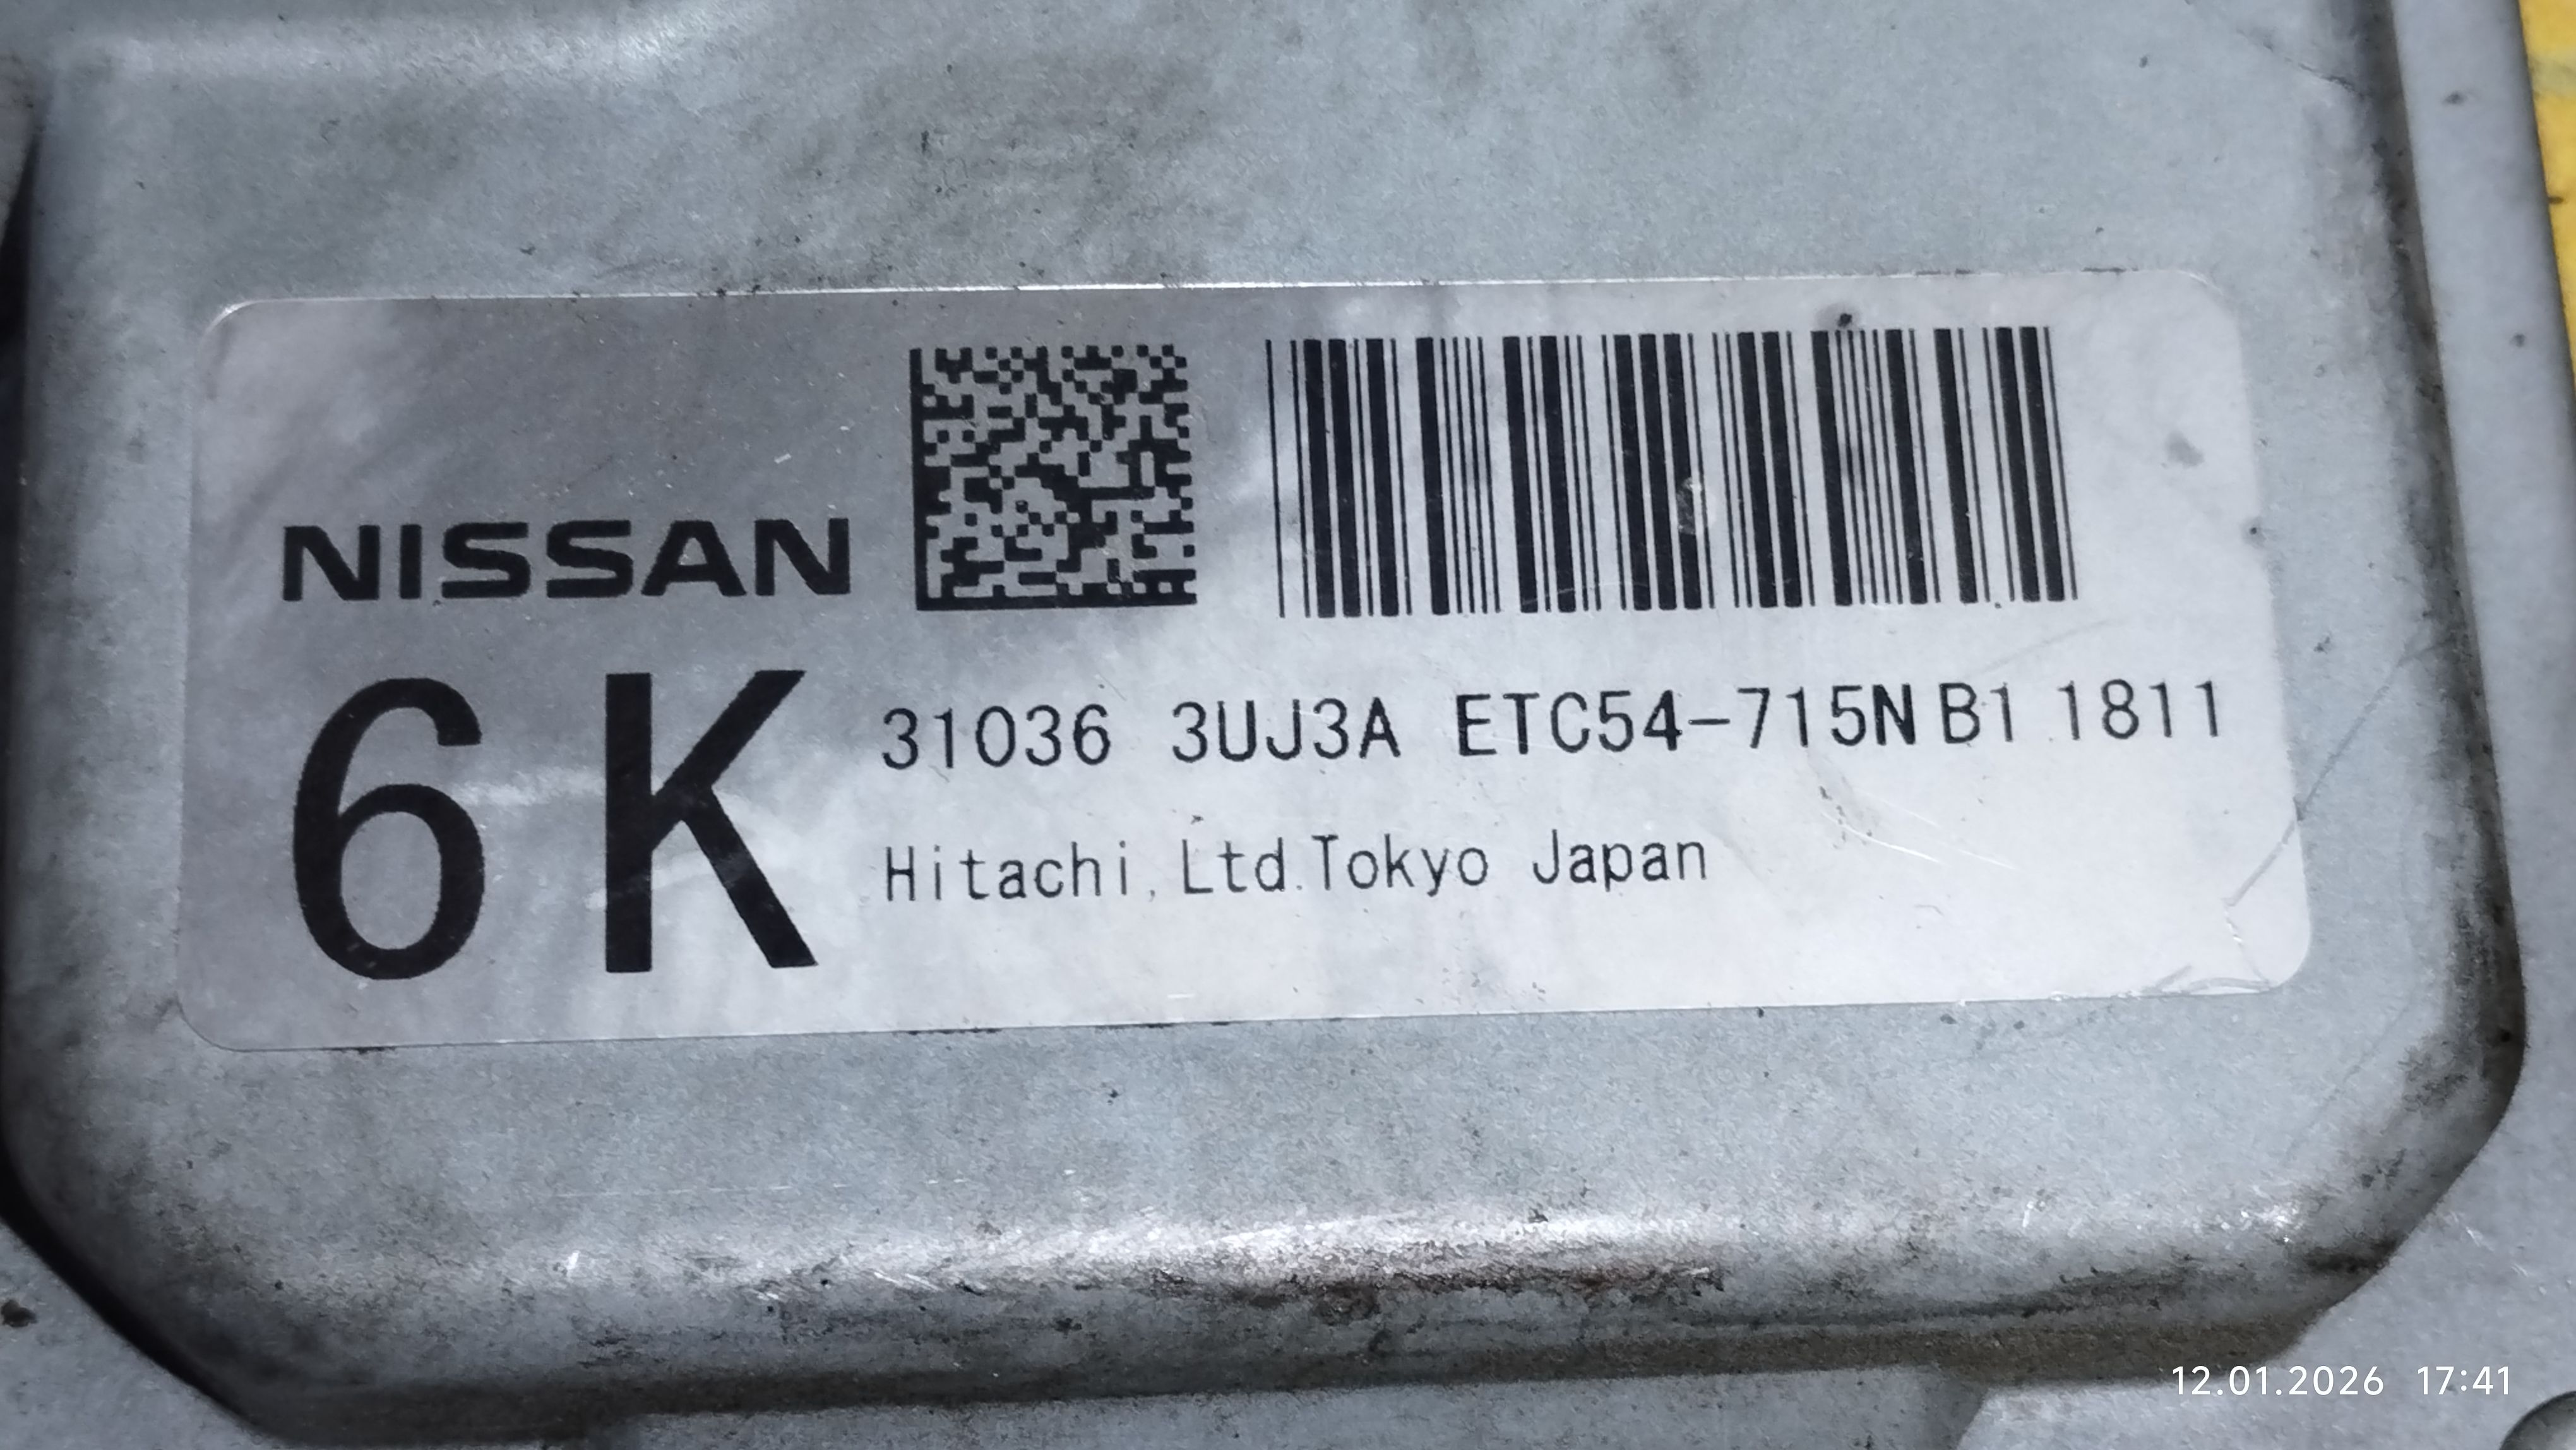 NISSAN
6K
31036 3UJ3A ETC54-715N B1 1811
Hitachi, Ltd. Tokyo Japan
12.01.2026 17:41